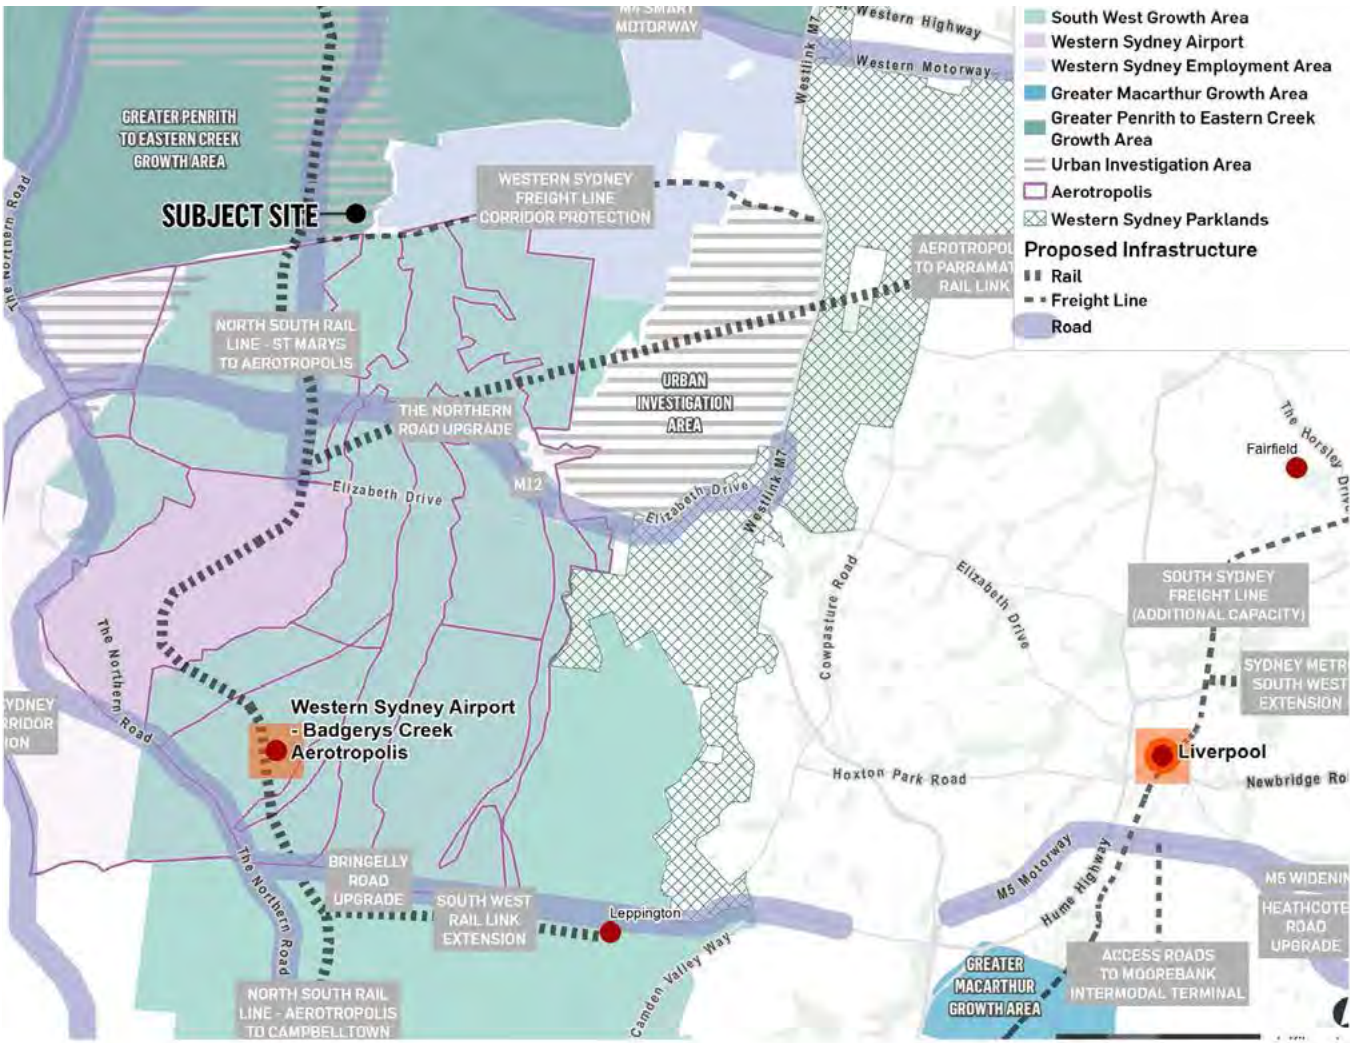 M4 SMART
MOTORWAY
Western Highway
Westlink M7
Western Motorway
South West Growth Area
Western Sydney Airport
Western Sydney Employment Area
Greater Macarthur Growth Area
Greater Penrith to Eastern Creek
Growth Area
Urban Investigation Area
Aerotropolis
Western Sydney Parklands
Proposed Infrastructure
Rail
Freight Line
Road
GREATER PENRITH
TO EASTERN CREEK
GROWTH AREA
The Northern Road
SUBJECT SITE
WESTERN SYDNEY
FREIGHT LINE
CORRIDOR PROTECTION
AEROTROPOL
TO PARRAMAT
RAIL LINK
NORTH SOUTH RAIL
LINE - ST MARYS
TO AEROTROPOLIS
URBAN
INVESTIGATION
AREA
THE NORTHERN
ROAD UPGRADE
M12
Elizabeth Drive
Elizabeth Drive
Westlink M7
Fairfield
The Horsley Drive
Cowpasture Road
Elizabeth Drive
SOUTH SYDNEY
FREIGHT LINE
(ADDITIONAL CAPACITY)
SYDNEY METR
SOUTH WEST
EXTENSION
The Northern Road
YDNEY
RRIDOR
ION
Western Sydney Airport
- Badgerys Creek
Aerotropolis
Liverpool
Hoxton Park Road
Newbridge Ro
The Northern Road
BRINGELLY
ROAD
UPGRADE
SOUTH WEST
RAIL LINK
EXTENSION
Leppington
Camden Valley Way
M5 Motorway
Hume Highway
M5 WIDENIN
HEATHCOTE
ROAD
UPGRADE
ACCESS ROADS
TO MOOREBANK
INTERMODAL TERMINAL
GREATER
MACARTHUR
GROWTH AREA
NORTH SOUTH RAIL
LINE - AEROTROPOLIS
TO CAMPBELLTOWN